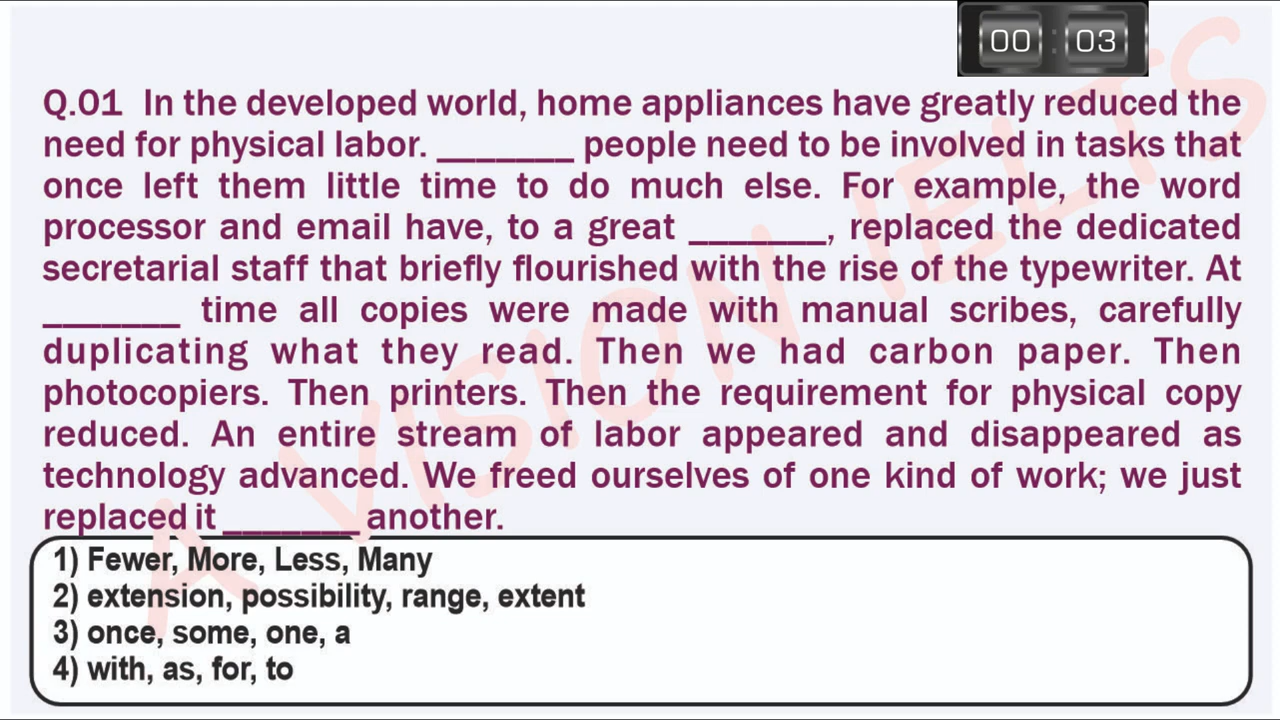 00 : 03
Q.01 In the developed world, home appliances have greatly reduced the
need for physical labor. _______ people need to be involved in tasks that
once left them little time to do much else. For example, the word
processor and email have, to a great _______, replaced the dedicated
secretarial staff that briefly flourished with the rise of the typewriter. At
_______ time all copies were made with manual scribes, carefully
duplicating what they read. Then we had carbon paper. Then
photocopiers. Then printers. Then the requirement for physical copy
reduced. An entire stream of labor appeared and disappeared as
technology advanced. We freed ourselves of one kind of work; we just
replaced it _______ another.
1) Fewer, More, Less, Many
2) extension, possibility, range, extent
3) once, some, one, a
4) with, as, for, to
A VISION IELTS